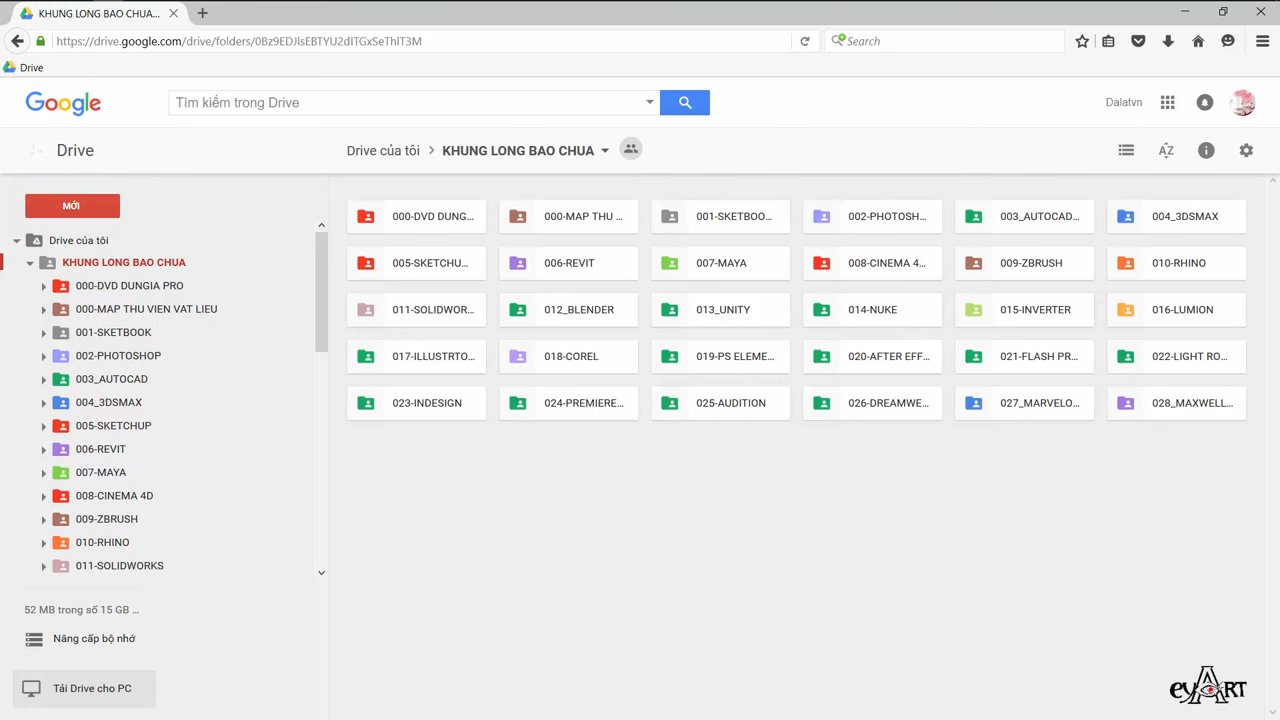 KHUNG LONG BAO CHUA...
https://drive.google.com/drive/folders/0Bz9EDJIsEBTYU2dITGxSeThlT3M
Search
Drive
Google
Tìm kiếm trong Drive
Dalatvn
Drive
Drive của tôi > KHUNG LONG BAO CHUA
AZ
MỚI
Drive của tôi
KHUNG LONG BAO CHUA
000-DVD DUNGIA PRO
000-MAP THU VIEN VAT LIEU
001-SKETBOOK
002-PHOTOSHOP
003_AUTOCAD
004_3DSMAX
005-SKETCHUP
006-REVIT
007-MAYA
008-CINEMA 4D
009-ZBRUSH
010-RHINO
011-SOLIDWORKS
52 MB trong số 15 GB ...
Nâng cấp bộ nhớ
Tải Drive cho PC
000-DVD DUNG... 000-MAP THU ... 001-SKETBOO... 002-PHOTOSH... 003_AUTOCAD... 004_3DSMAX
005-SKETCHU... 006-REVIT 007-MAYA 008-CINEMA 4... 009-ZBRUSH 010-RHINO
011-SOLIDWOR... 012_BLENDER 013_UNITY 014-NUKE 015-INVERTER 016-LUMION
017-ILLUSTRTO... 018-COREL 019-PS ELEME... 020-AFTER EFF... 021-FLASH PR... 022-LIGHT RO...
023-INDESIGN 024-PREMIERE... 025-AUDITION 026-DREAMWE... 027_MARVELO... 028_MAXWELL...
eyART